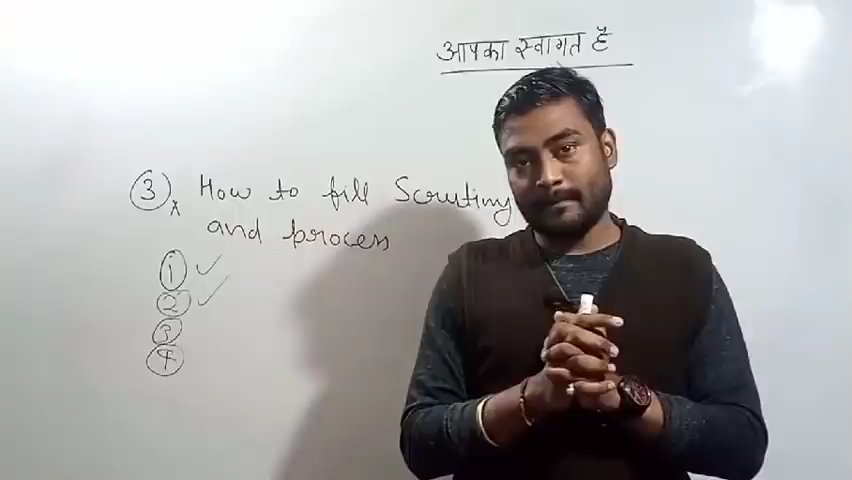 आपका स्वागत है
③ How to fill Scrutiny
and process
① ✓
② ✓
③
④